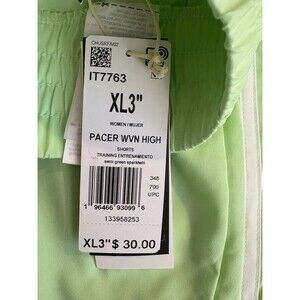 IT7763
XL3"
WOMEN / MUJER
PACER WVN HIGH
SHORTS
TRAINING ENTRENAMIENTO
semi green spark/wht
348
700
UPC
1 96466 93099 6
133958253
XL3" $ 30.00